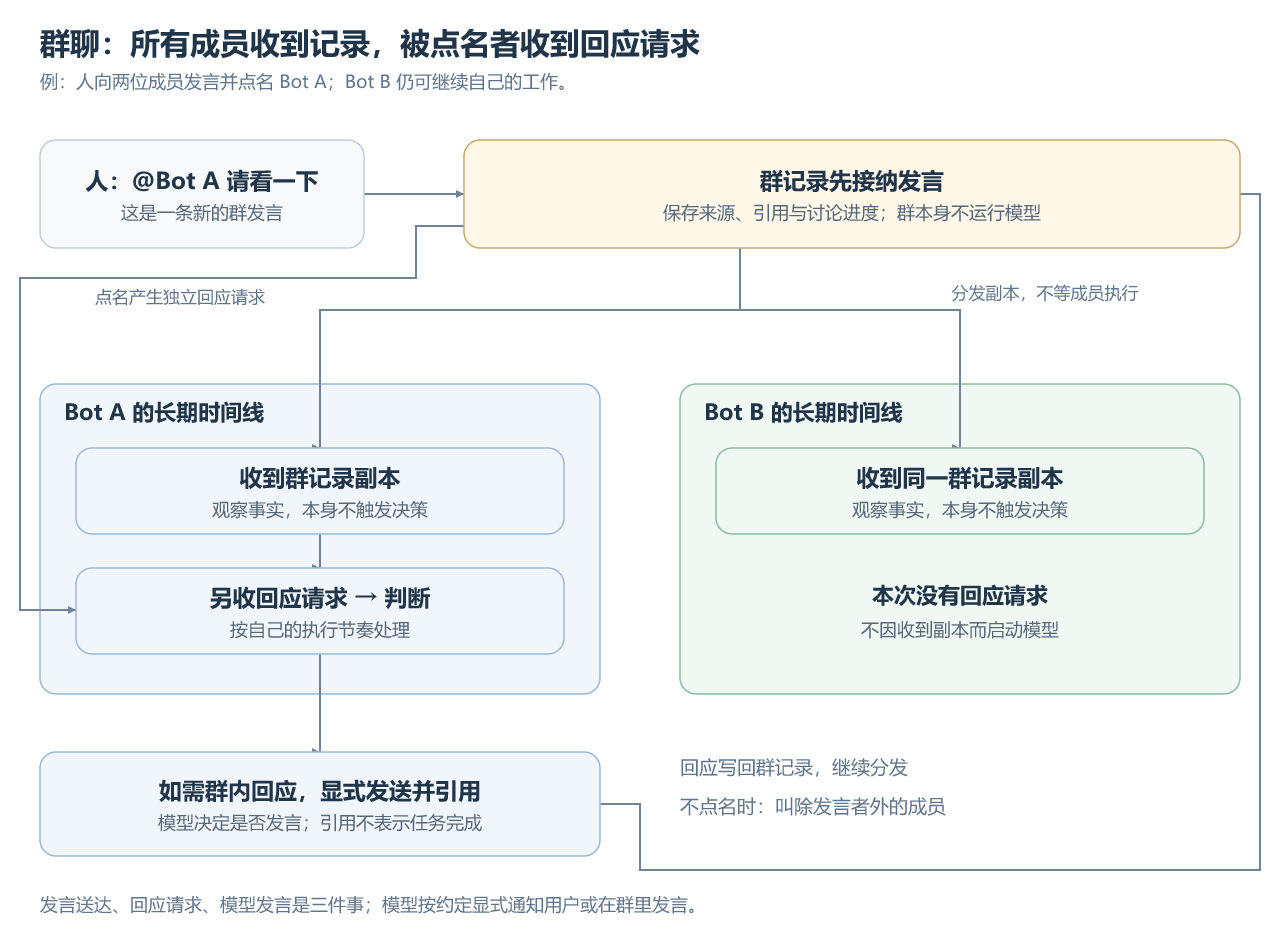 群聊：所有成员收到记录，被点名者收到回应请求
例：人向两位成员发言并点名 Bot A；Bot B 仍可继续自己的工作。
人：@Bot A 请看一下
这是一条新的群发言
群记录先接纳发言
保存来源、引用与讨论进度；群本身不运行模型
点名产生独立回应请求
分发副本，不等成员执行
Bot A 的长期时间线
收到群记录副本
观察事实，本身不触发决策
另收回应请求 → 判断
按自己的执行节奏处理
Bot B 的长期时间线
收到同一群记录副本
观察事实，本身不触发决策
本次没有回应请求
不因收到副本而启动模型
如需群内回应，显式发送并引用
模型决定是否发言；引用不表示任务完成
回应写回群记录，继续分发
不点名时：叫除发言者外的成员
发言送达、回应请求、模型发言是三件事；模型按约定显式通知用户或在群里发言。